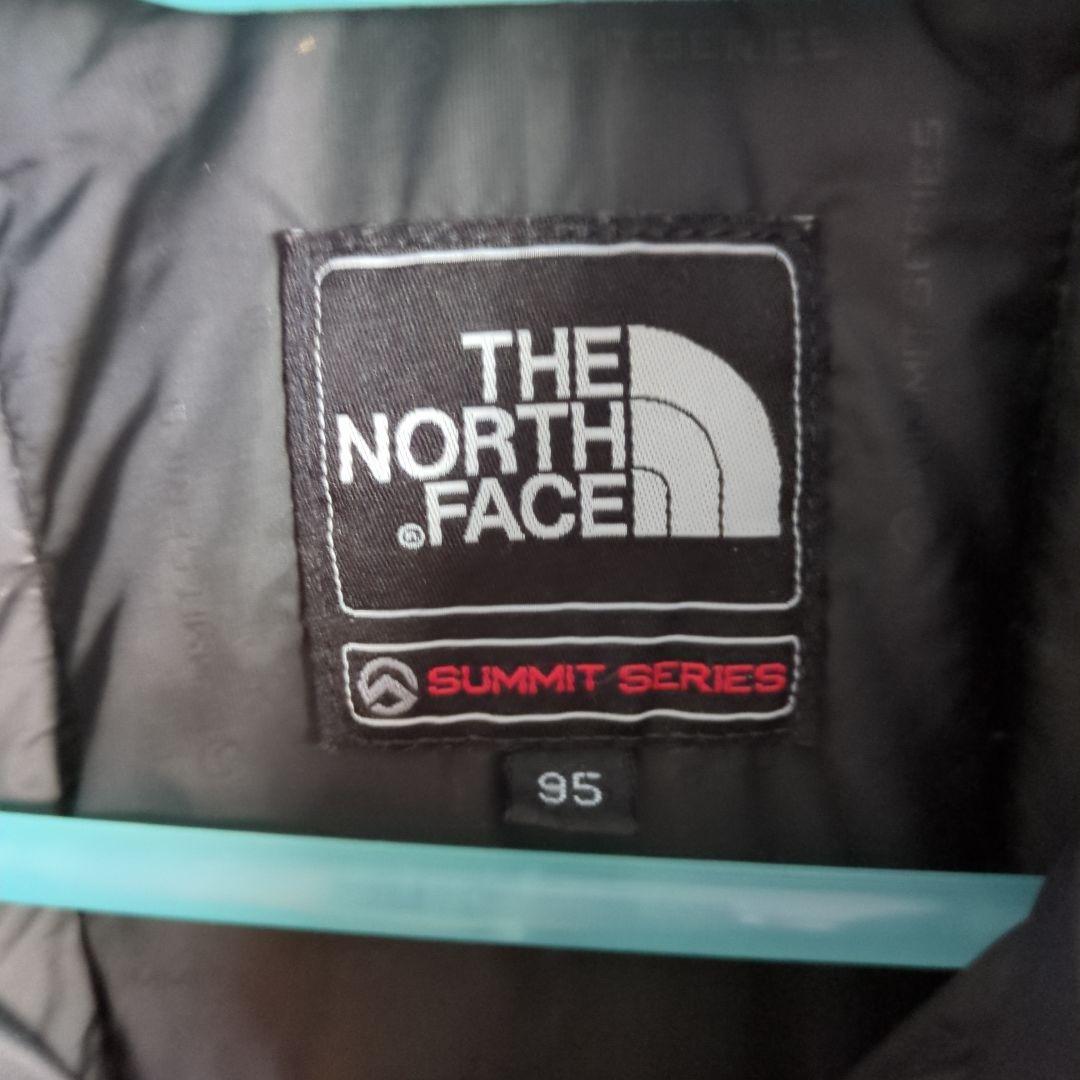 THE
NORTH
®FACE
SUMMIT SERIES
95